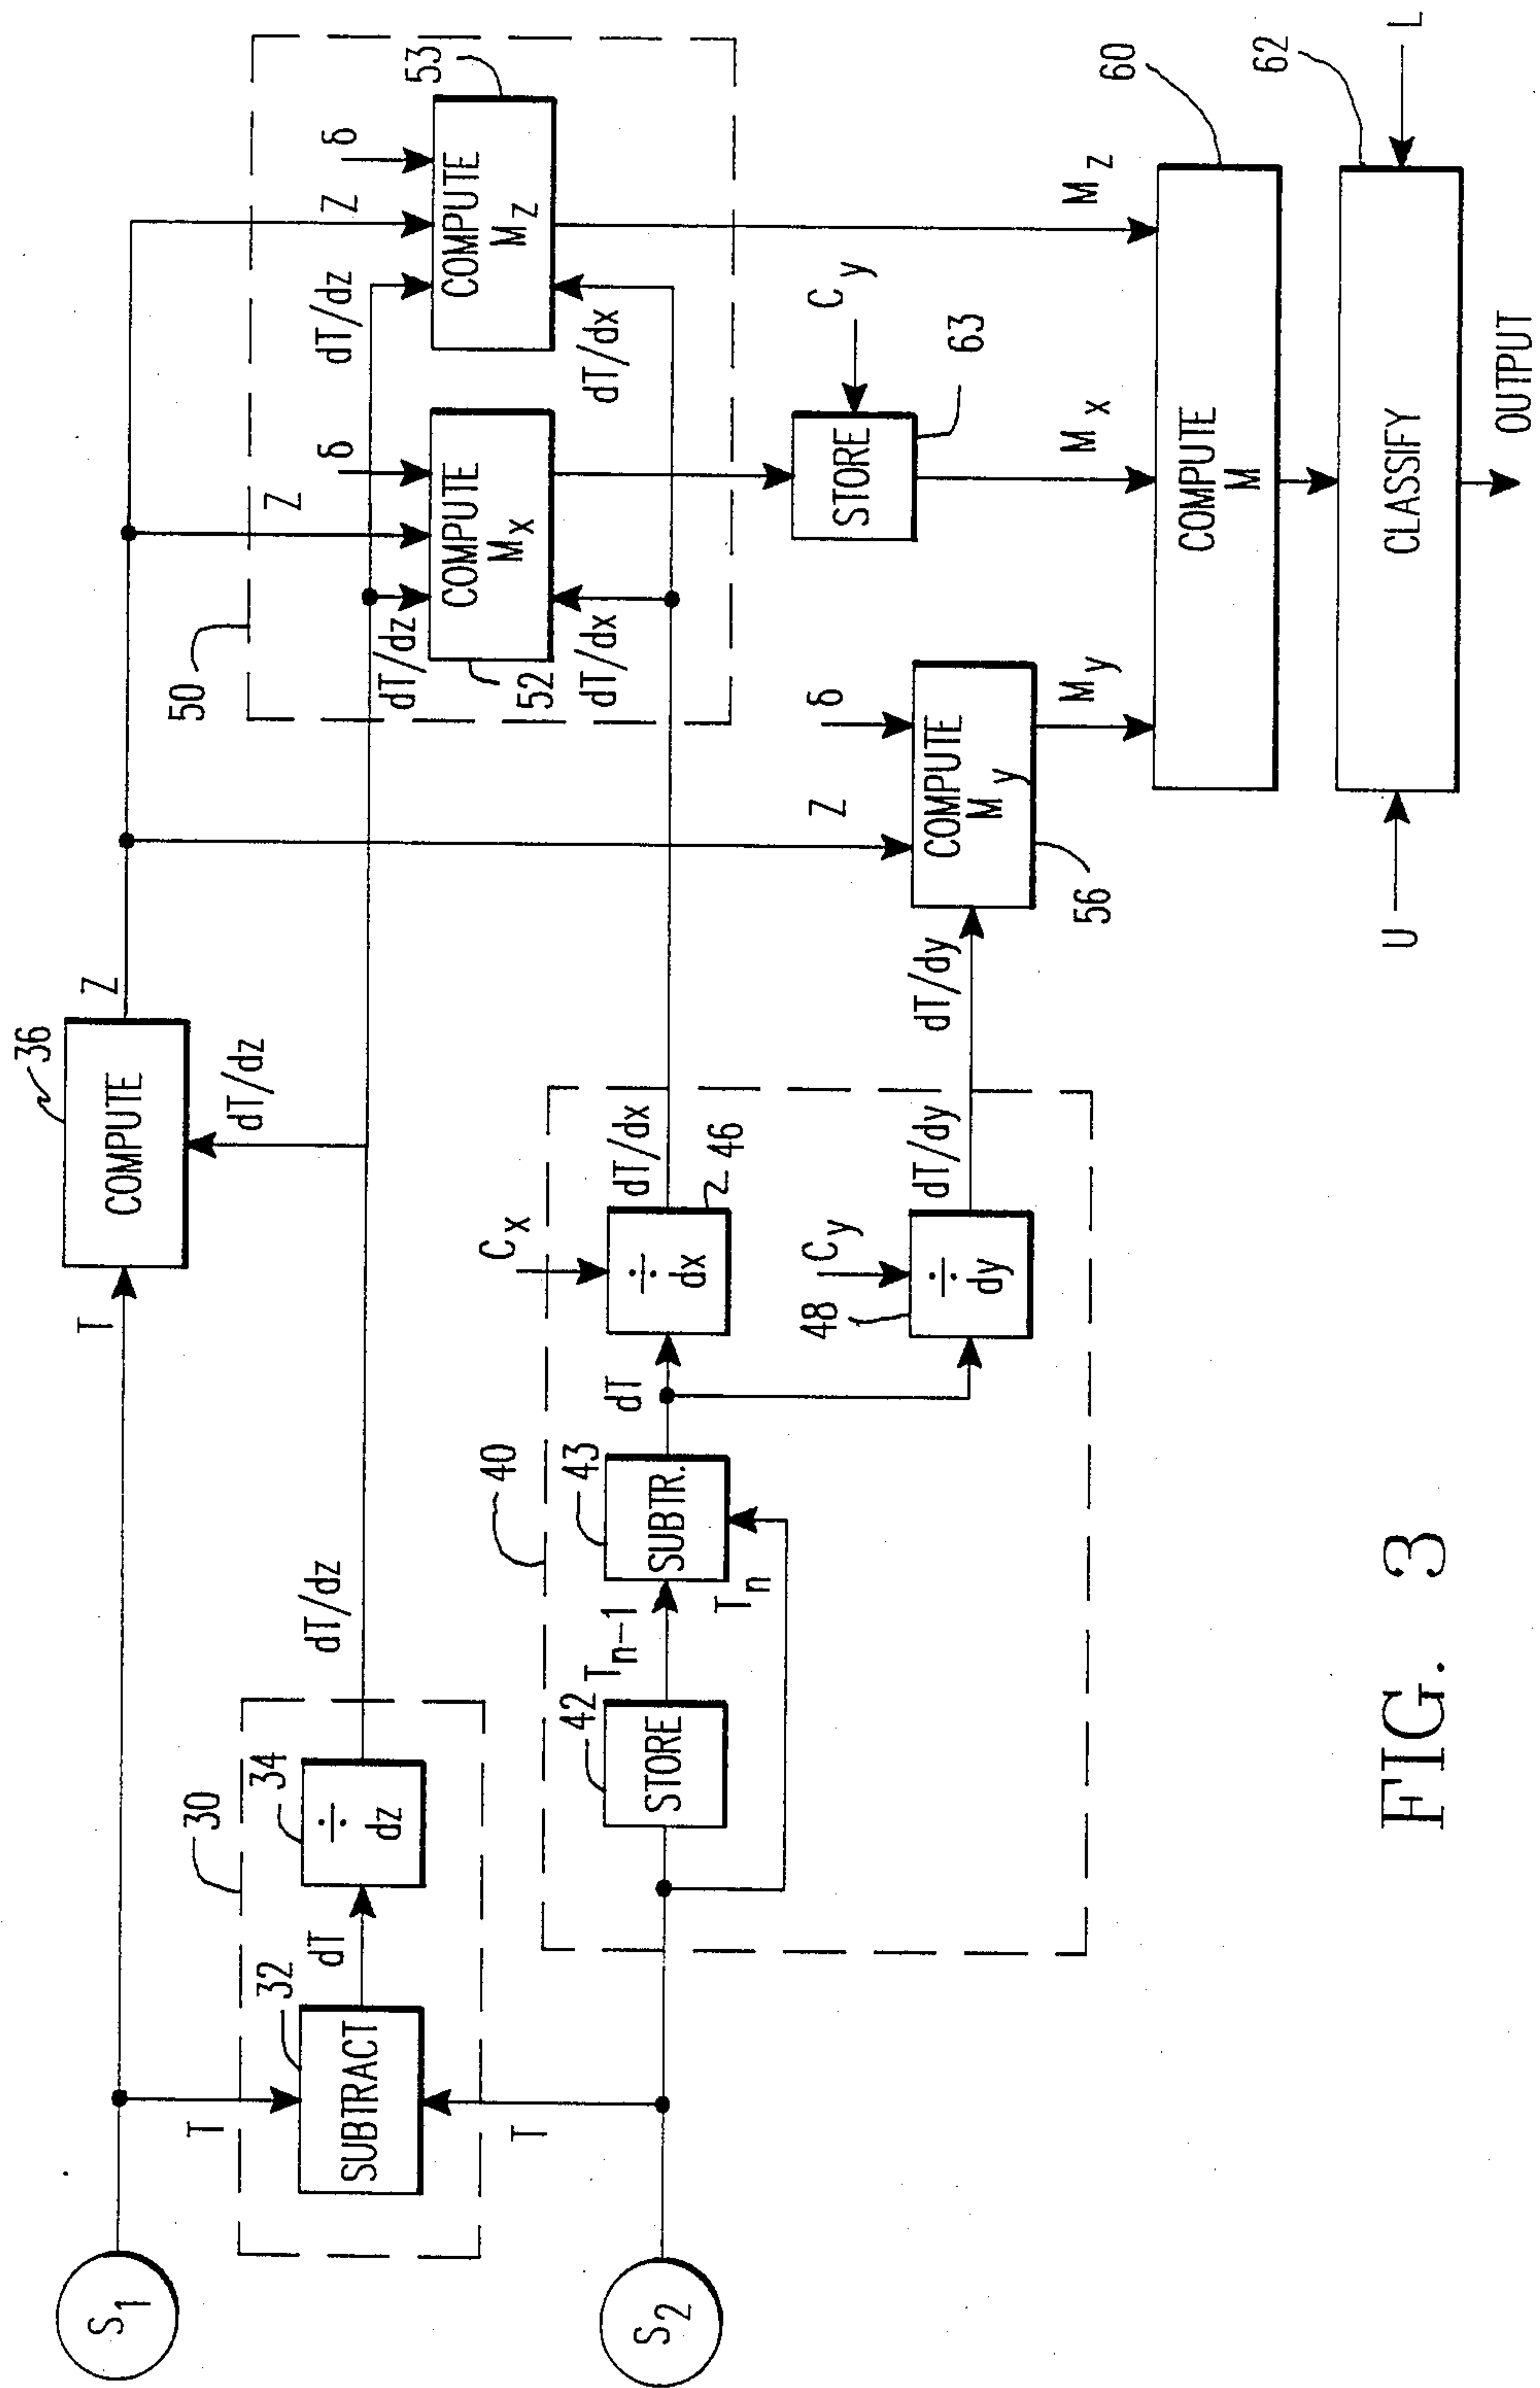 S1
T
T
SUBTRACT
32
30
dT
34
÷
dz
dT/dz
T
COMPUTE
36
dT/dz
Z
S2
40
42
STORE
Tn-1
Tn
43
SUBTR.
dT
Cx
÷
dx
46
dT/dx
48
Cy
÷
dy
dT/dy
dT/dy
50
dT/dz
Z
δ
COMPUTE
Mx
52
dT/dx
dT/dz
Z
δ
COMPUTE
Mz
53
dT/dx
Z
δ
COMPUTE
My
56
My
STORE
Cy
63
Mx
Mz
COMPUTE
M
60
U
CLASSIFY
62
L
OUTPUT
FIG. 3